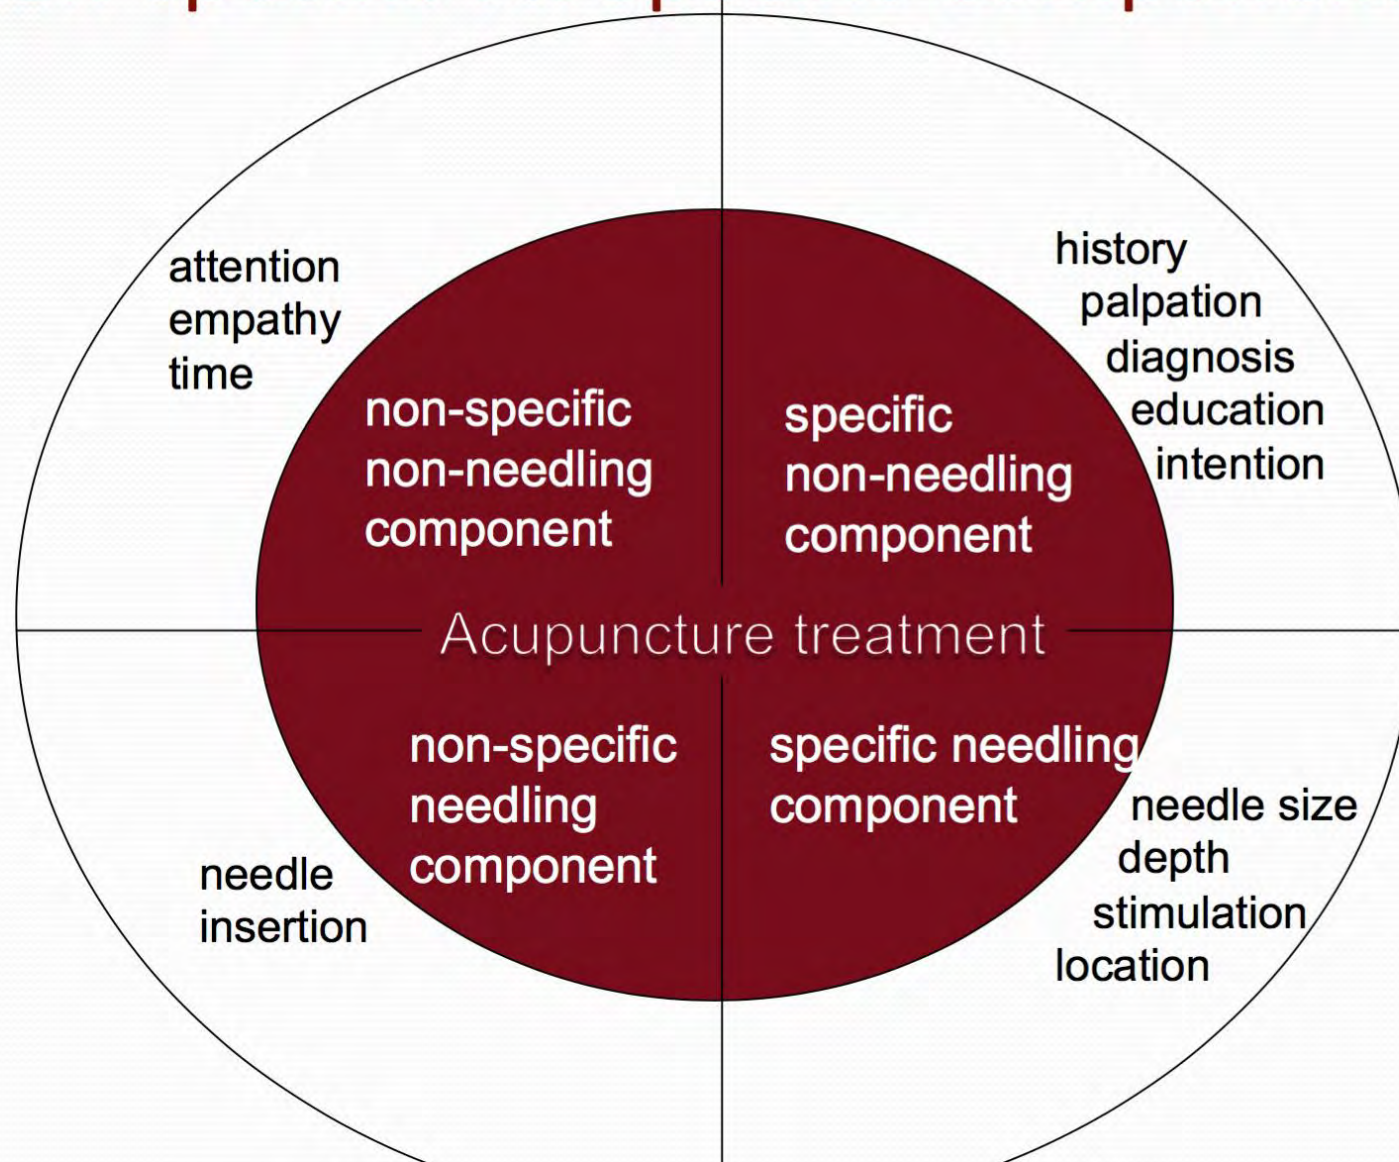 attention
empathy
time
non-specific
non-needling
component
history
palpation
diagnosis
education
intention
specific
non-needling
component
Acupuncture treatment
non-specific
needling
component
needle
insertion
specific needling
component
needle size
depth
stimulation
location